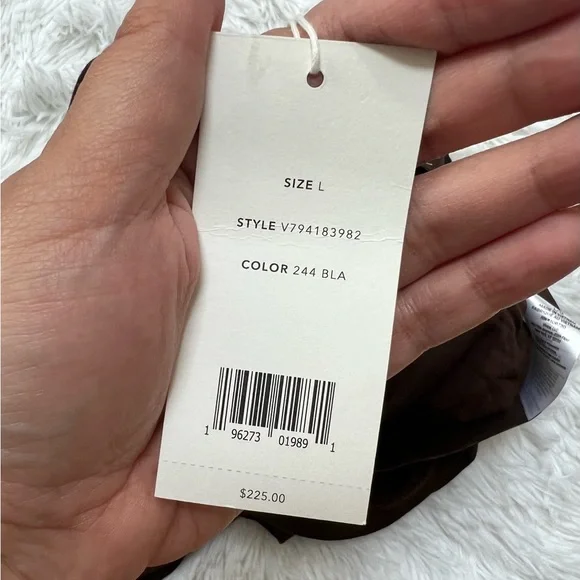 SIZE L
STYLE V794183982
COLOR 244 BLA
1 96273 01989 1
$225.00